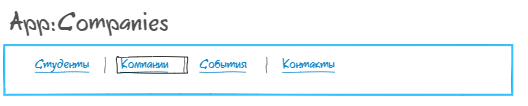 App:Companies
Студенты | Компании | События | Контакты